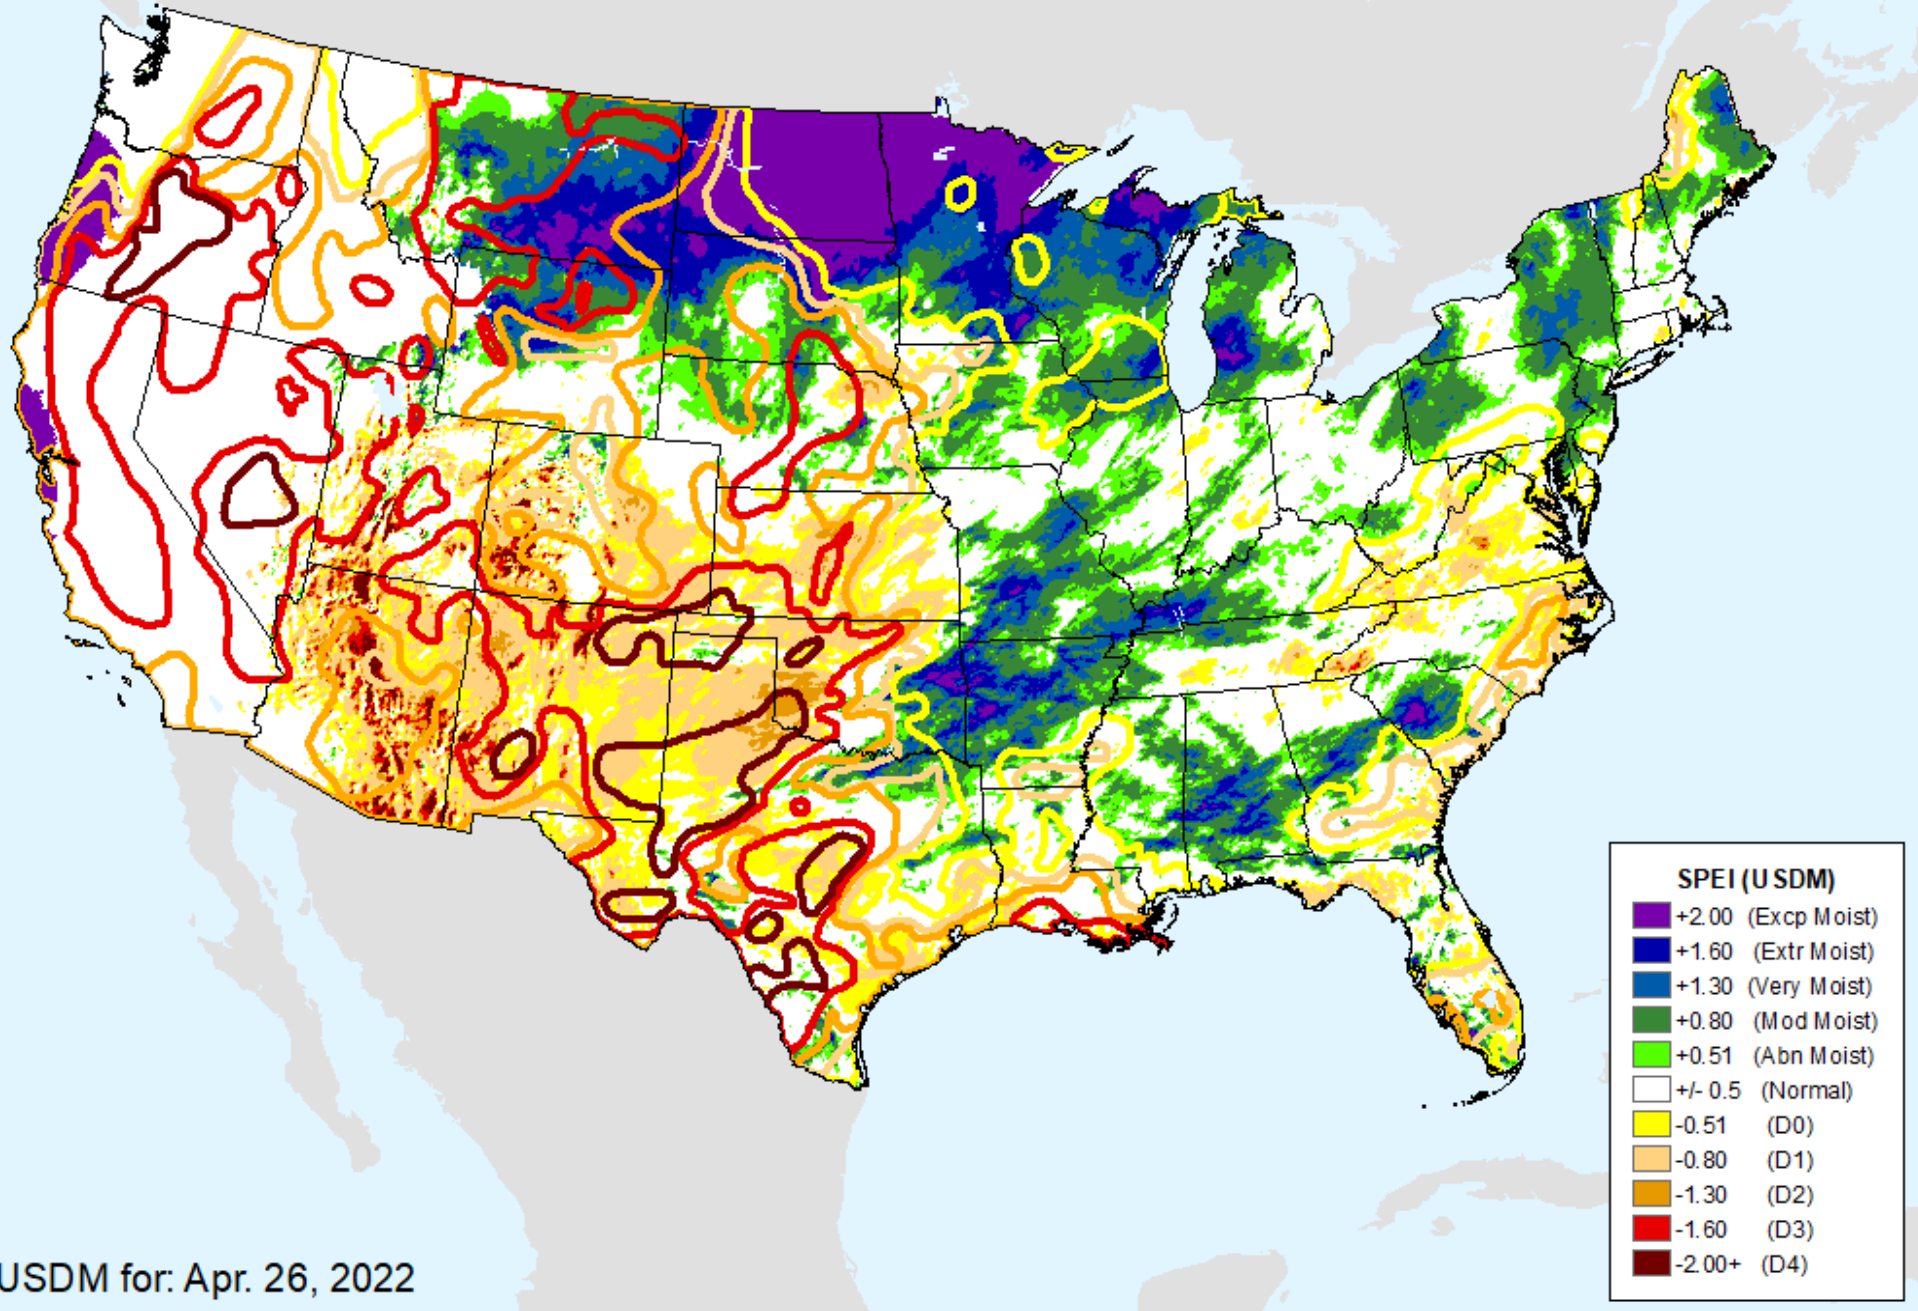 SPEI (USDM)
+2.00 (Excp Moist)
+1.60 (Extr Moist)
+1.30 (Very Moist)
+0.80 (Mod Moist)
+0.51 (Abn Moist)
+/- 0.5 (Normal)
-0.51 (D0)
-0.80 (D1)
-1.30 (D2)
-1.60 (D3)
-2.00+ (D4)
USDM for: Apr. 26, 2022